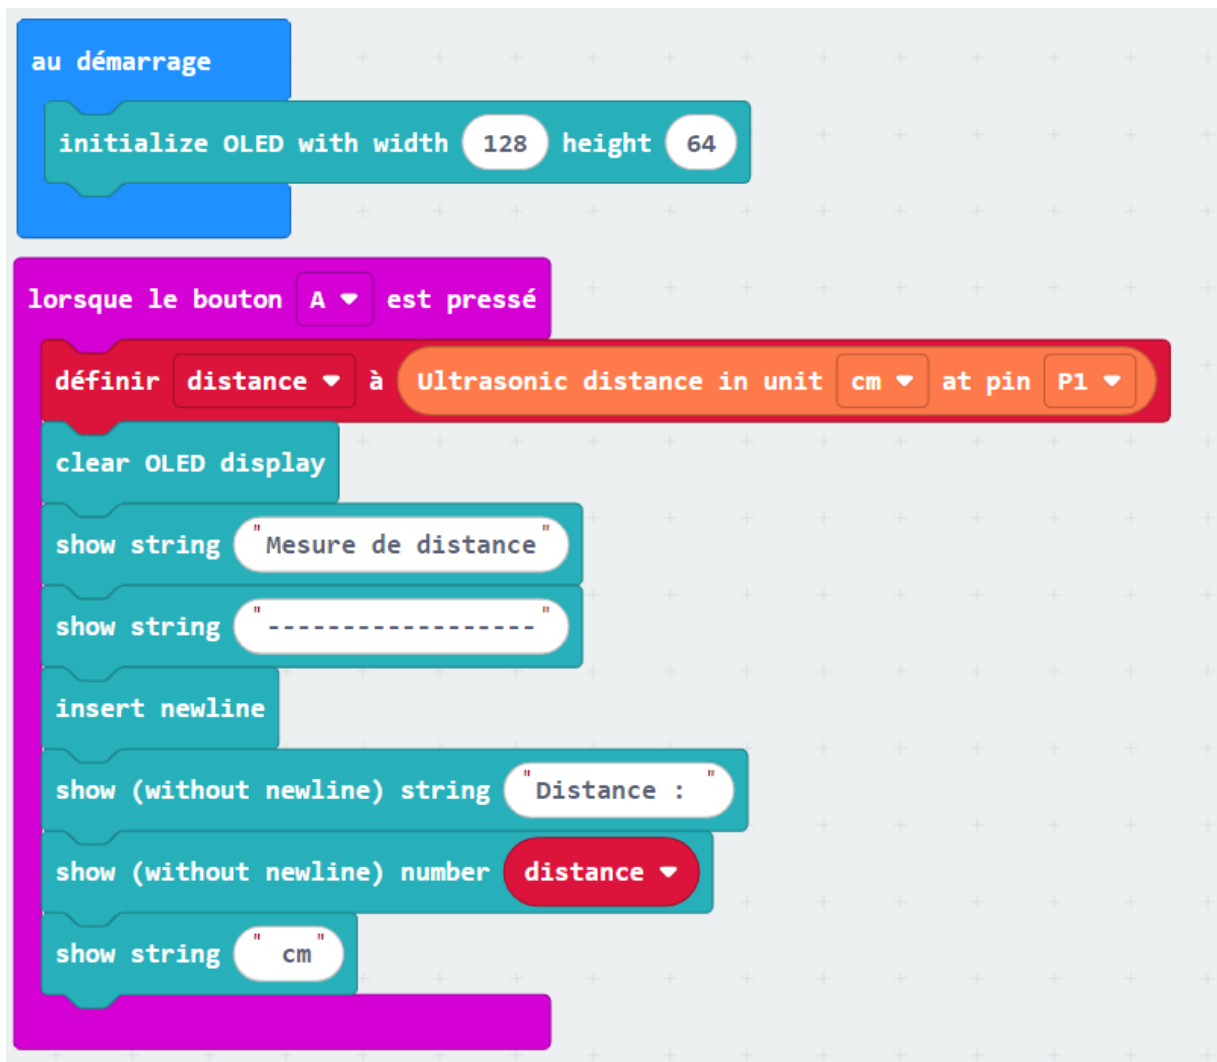 au démarrage
initialize OLED with width 128 height 64
lorsque le bouton A est pressé
définir distance à Ultrasonic distance in unit cm at pin P1
clear OLED display
show string "Mesure de distance"
show string "------------------"
insert newline
show (without newline) string "Distance : "
show (without newline) number distance
show string " cm"